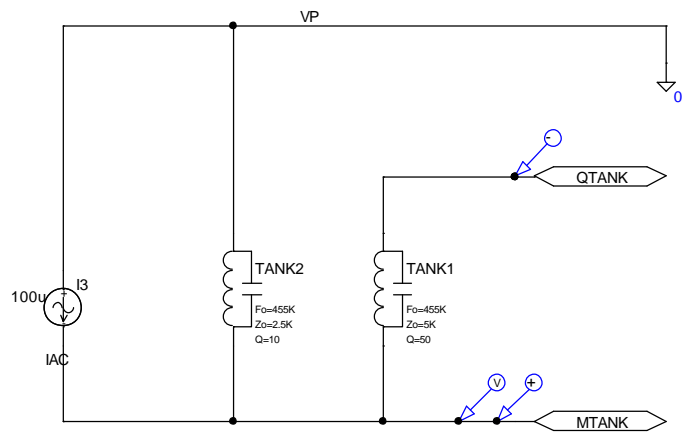 VP
0
-
QTANK
TANK2
TANK1
I3
100u
+
-
Fo=455K
Zo=2.5K
Q=10
Fo=455K
Zo=5K
Q=50
IAC
V
+
MTANK